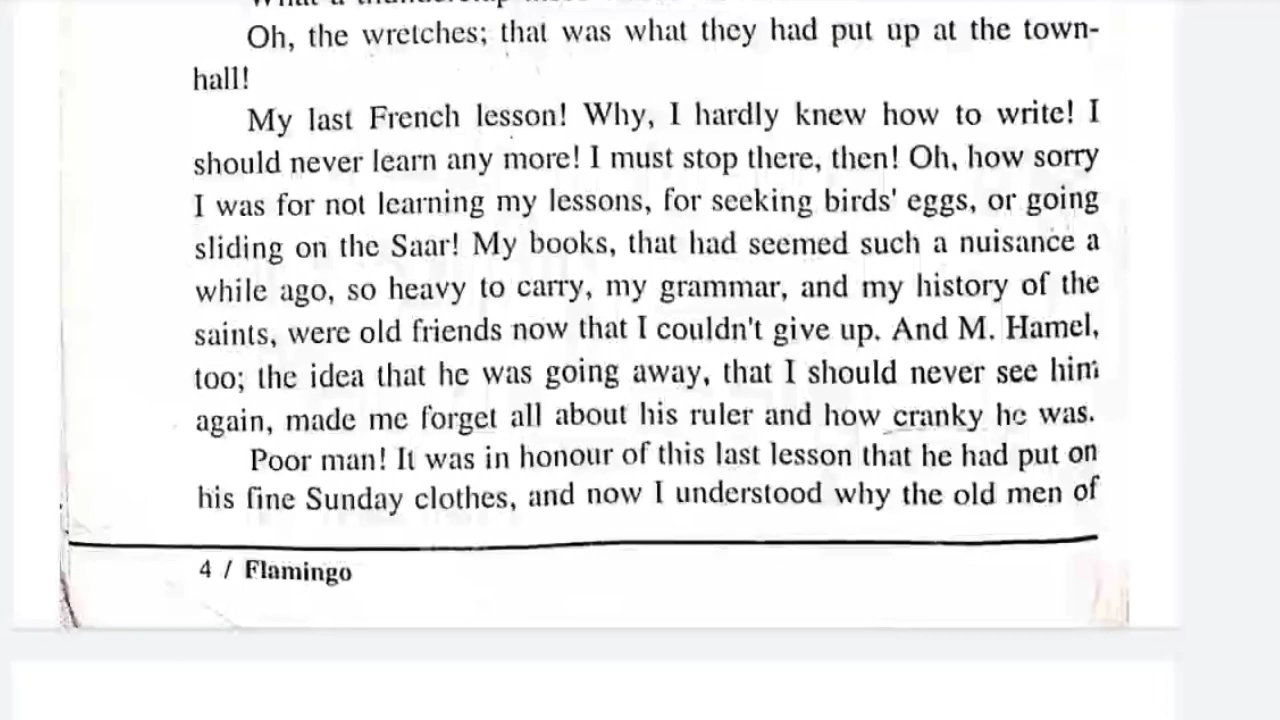 Oh, the wretches; that was what they had put up at the town-
hall!
My last French lesson! Why, I hardly knew how to write! I
should never learn any more! I must stop there, then! Oh, how sorry
I was for not learning my lessons, for seeking birds' eggs, or going
sliding on the Saar! My books, that had seemed such a nuisance a
while ago, so heavy to carry, my grammar, and my history of the
saints, were old friends now that I couldn't give up. And M. Hamel,
too; the idea that he was going away, that I should never see him
again, made me forget all about his ruler and how cranky he was.
Poor man! It was in honour of this last lesson that he had put on
his fine Sunday clothes, and now I understood why the old men of
4 / Flamingo